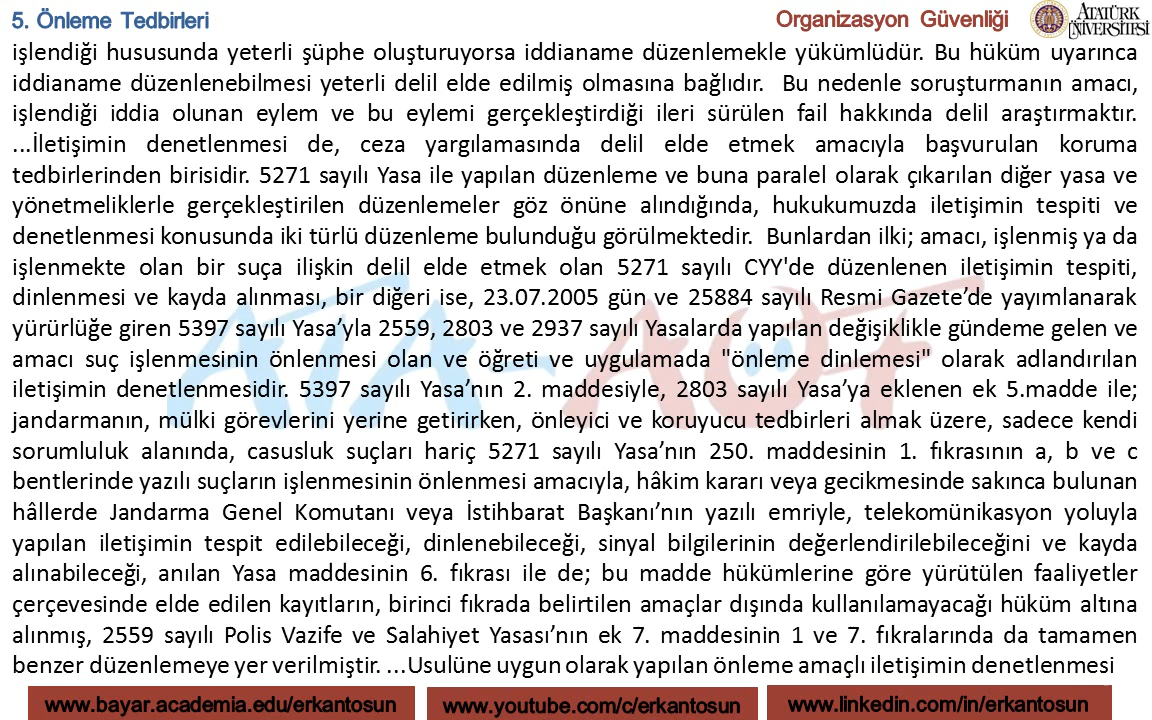 5. Önleme Tedbirleri
Organizasyon Güvenliği
ATATÜRK
ÜNİVERSİTESİ
işlendiği hususunda yeterli şüphe oluşturuyorsa iddianame düzenlemekle yükümlüdür. Bu hüküm uyarınca
iddianame düzenlenebilmesi yeterli delil elde edilmiş olmasına bağlıdır. Bu nedenle soruşturmanın amacı,
işlendiği iddia olunan eylem ve bu eylemi gerçekleştirdiği ileri sürülen fail hakkında delil araştırmaktır.
...İletişimin denetlenmesi de, ceza yargılamasında delil elde etmek amacıyla başvurulan koruma
tedbirlerinden birisidir. 5271 sayılı Yasa ile yapılan düzenleme ve buna paralel olarak çıkarılan diğer yasa ve
yönetmeliklerle gerçekleştirilen düzenlemeler göz önüne alındığında, hukukumuzda iletişimin tespiti ve
denetlenmesi konusunda iki türlü düzenleme bulunduğu görülmektedir. Bunlardan ilki; amacı, işlenmiş ya da
işlenmekte olan bir suça ilişkin delil elde etmek olan 5271 sayılı CYY'de düzenlenen iletişimin tespiti,
dinlenmesi ve kayda alınması, bir diğeri ise, 23.07.2005 gün ve 25884 sayılı Resmi Gazete’de yayımlanarak
yürürlüğe giren 5397 sayılı Yasa’yla 2559, 2803 ve 2937 sayılı Yasalarda yapılan değişiklikle gündeme gelen ve
amacı suç işlenmesinin önlenmesi olan ve öğreti ve uygulamada "önleme dinlemesi" olarak adlandırılan
iletişimin denetlenmesidir. 5397 sayılı Yasa’nın 2. maddesiyle, 2803 sayılı Yasa’ya eklenen ek 5.madde ile;
jandarmanın, mülki görevlerini yerine getirirken, önleyici ve koruyucu tedbirleri almak üzere, sadece kendi
sorumluluk alanında, casusluk suçları hariç 5271 sayılı Yasa’nın 250. maddesinin 1. fıkrasının a, b ve c
bentlerinde yazılı suçların işlenmesinin önlenmesi amacıyla, hâkim kararı veya gecikmesinde sakınca bulunan
hâllerde Jandarma Genel Komutanı veya İstihbarat Başkanı’nın yazılı emriyle, telekomünikasyon yoluyla
yapılan iletişimin tespit edilebileceği, dinlenebileceği, sinyal bilgilerinin değerlendirilebileceğini ve kayda
alınabileceği, anılan Yasa maddesinin 6. fıkrası ile de; bu madde hükümlerine göre yürütülen faaliyetler
çerçevesinde elde edilen kayıtların, birinci fıkrada belirtilen amaçlar dışında kullanılamayacağı hüküm altına
alınmış, 2559 sayılı Polis Vazife ve Salahiyet Yasası’nın ek 7. maddesinin 1 ve 7. fıkralarında da tamamen
benzer düzenlemeye yer verilmiştir. ...Usulüne uygun olarak yapılan önleme amaçlı iletişimin denetlenmesi
ATA-AÖF
www.bayar.academia.edu/erkantosun
www.youtube.com/c/erkantosun
www.linkedin.com/in/erkantosun